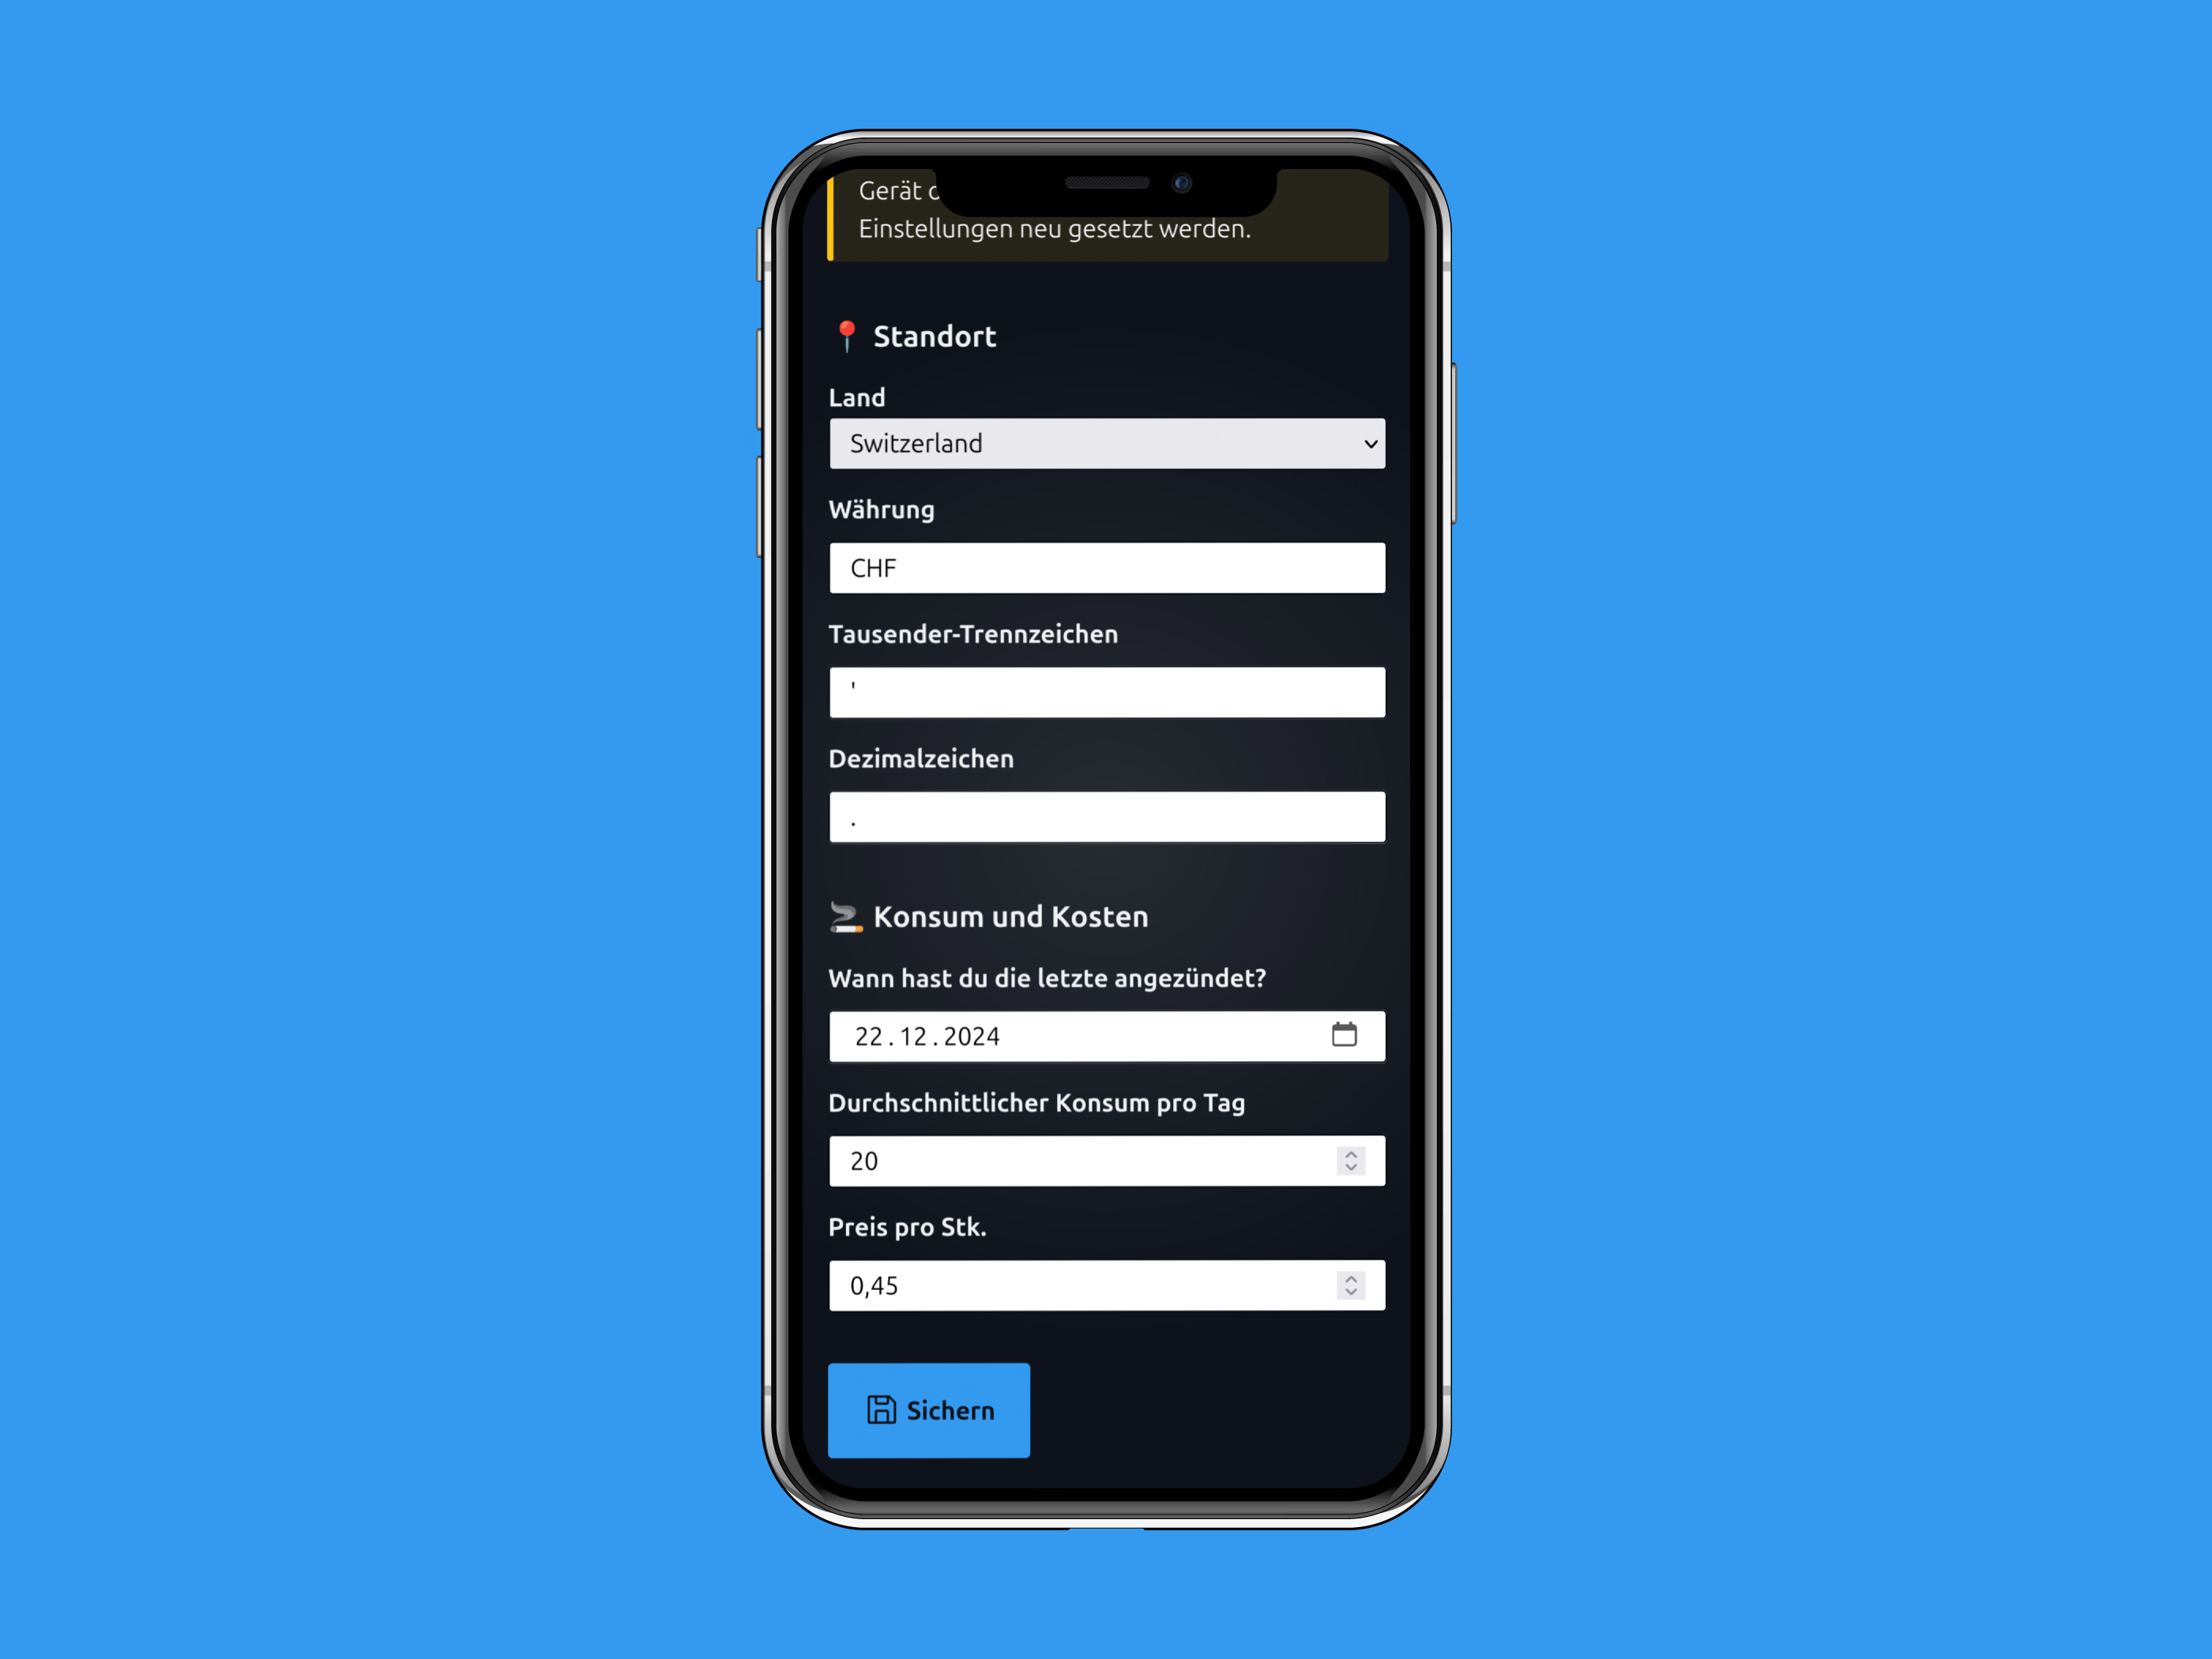 Gerät
Einstellungen neu gesetzt werden.
Standort
Land
Switzerland
Währung
CHF
Tausender-Trennzeichen
'
Dezimalzeichen
.
Konsum und Kosten
Wann hast du die letzte angezündet?
22.12.2024
Durchschnittlicher Konsum pro Tag
20
Preis pro Stk.
0,45
Sichern